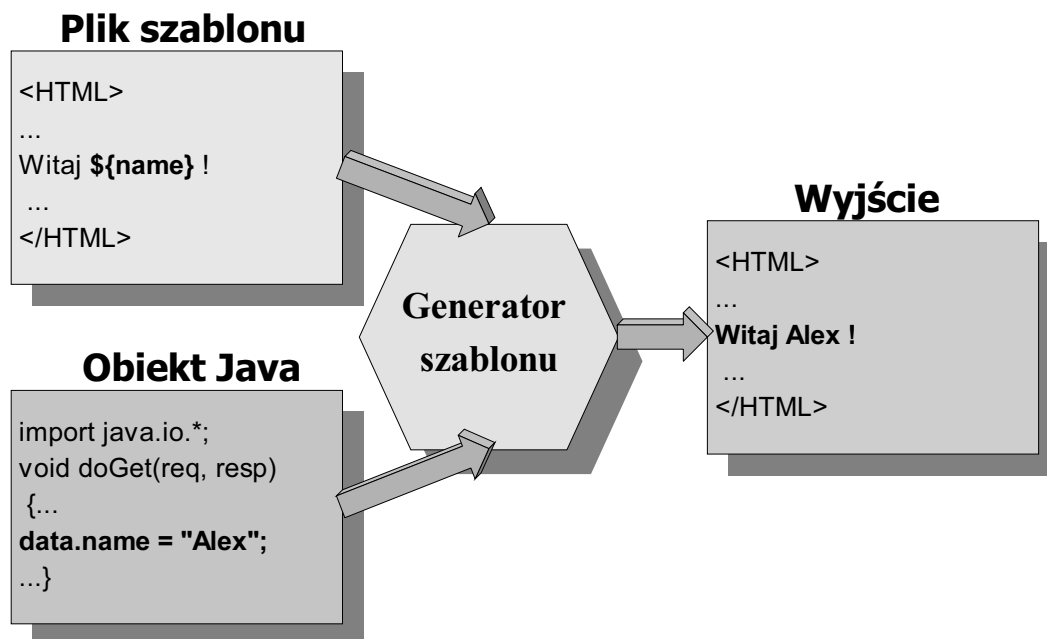 Plik szablonu
<HTML>
...
Witaj ${name} !
...
</HTML>
Obiekt Java
import java.io.*;
void doGet(req, resp)
{...
data.name = "Alex";
...}
Generator
szablonu
Wyjście
<HTML>
...
Witaj Alex !
...
</HTML>